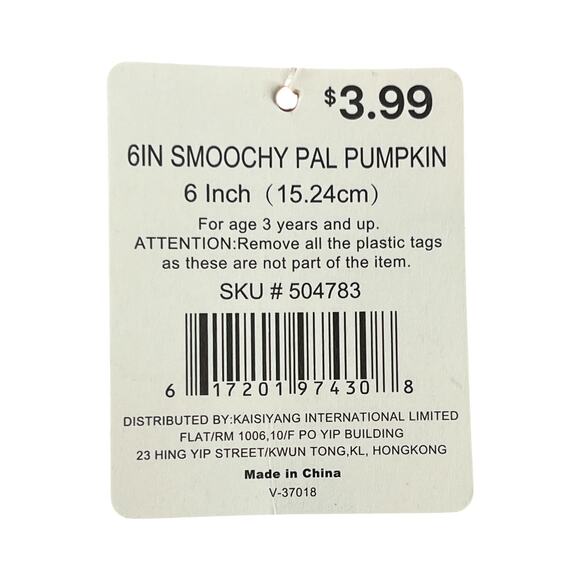 $3.99
6IN SMOOCHY PAL PUMPKIN
6 Inch（15.24cm）
For age 3 years and up.
ATTENTION:Remove all the plastic tags
as these are not part of the item.
SKU # 504783
6 17201 97430 8
DISTRIBUTED BY:KAISIYANG INTERNATIONAL LIMITED
FLAT/RM 1006,10/F PO YIP BUILDING
23 HING YIP STREET/KWUN TONG,KL, HONGKONG
Made in China
V-37018